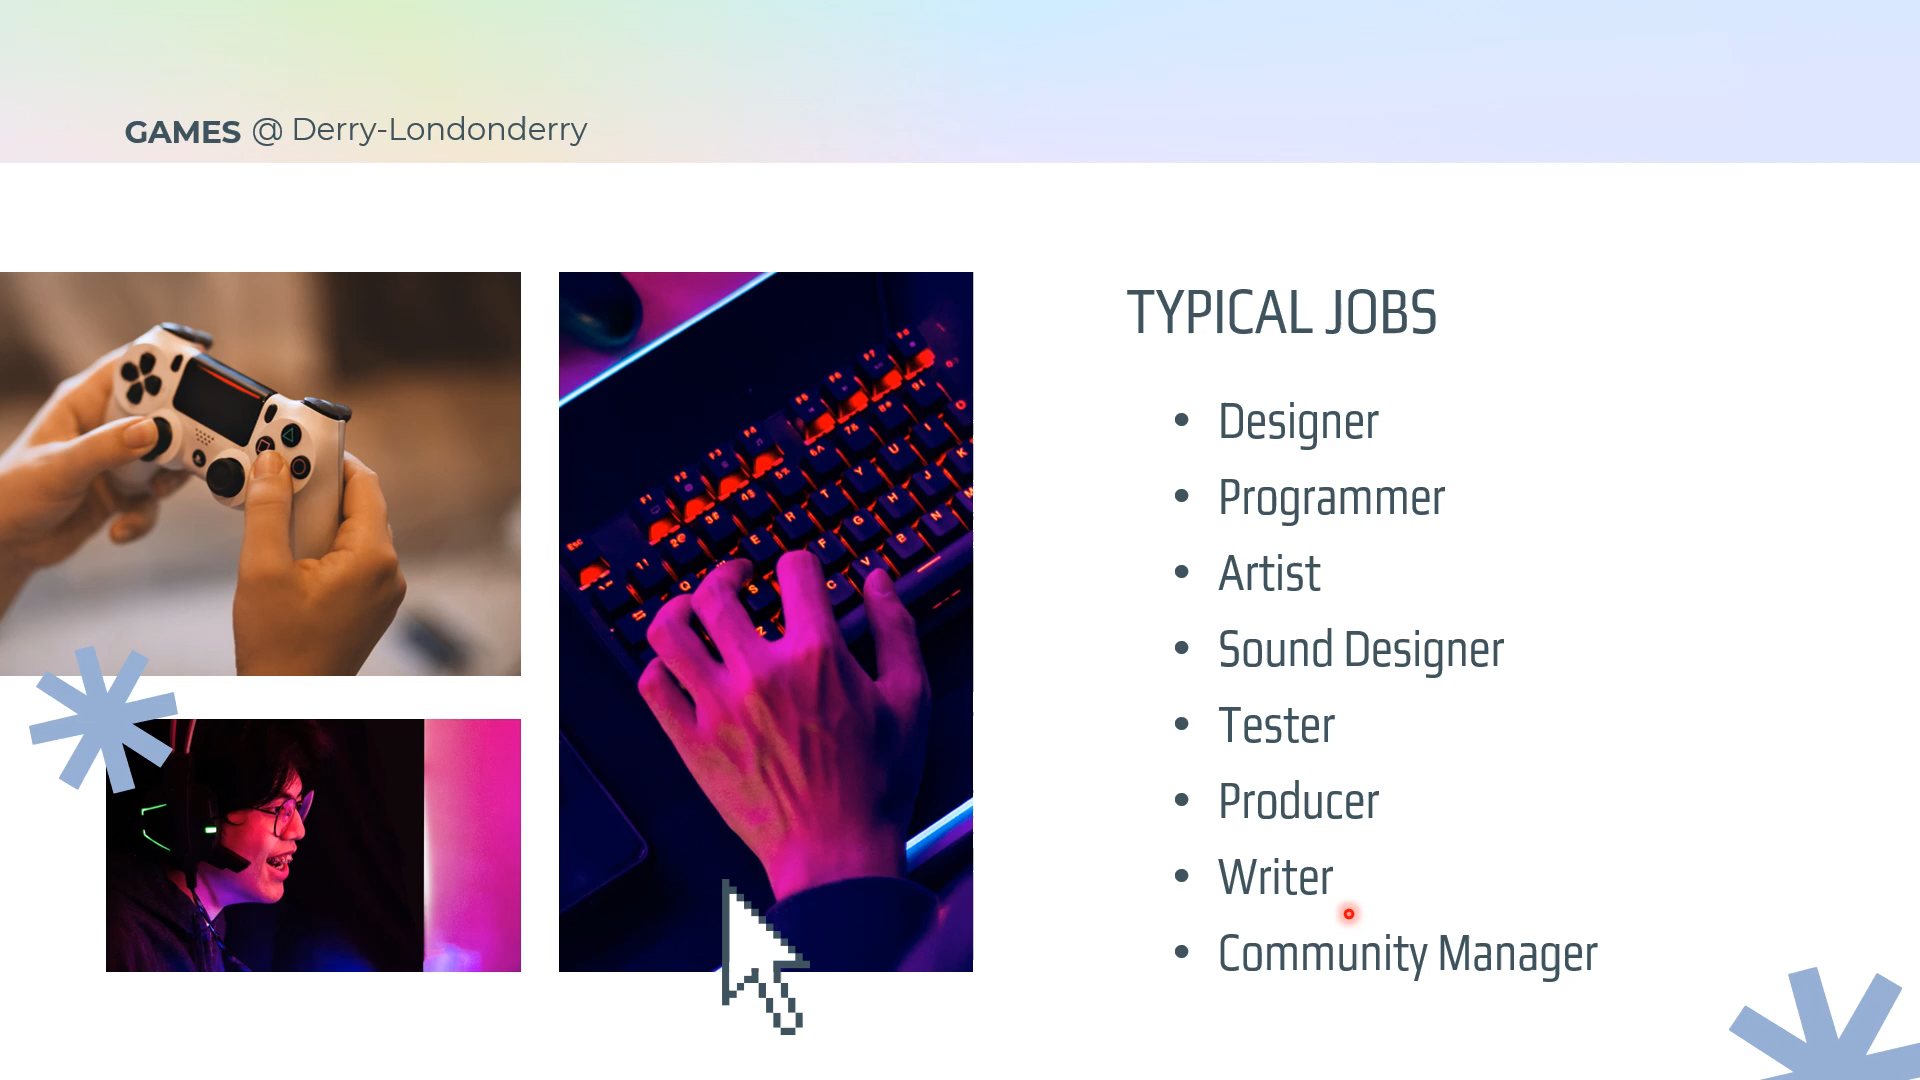 GAMES @ Derry-Londonderry
TYPICAL JOBS
• Designer
• Programmer
• Artist
• Sound Designer
• Tester
• Producer
• Writer
• Community Manager